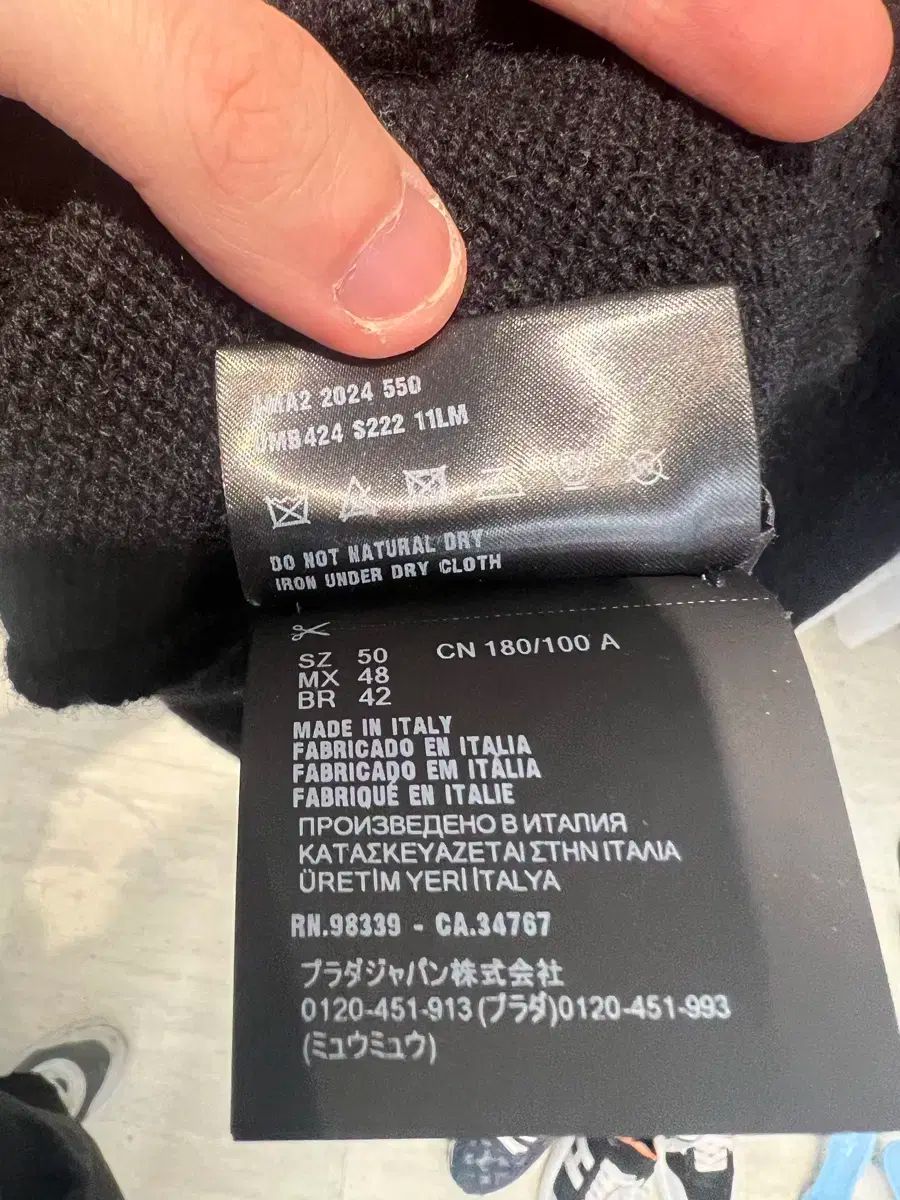 2024 550
UMB424 S222 11LM
DO NOT NATURAL DRY
IRON UNDER DRY CLOTH
SZ 50 CN 180/100 A
MX 48
BR 42
MADE IN ITALY
FABRICADO EN ITALIA
FABRICADO EM ITÁLIA
FABRIQUÉ EN ITALIE
ПРОИЗВЕДЕНО В ИТАЛИЯ
ΚΑΤΑΣΚΕΥΑΖΕΤΑΙ ΣΤΗΝ ΙΤΑΛΙΑ
ÜRETİM YERİ İTALYA
RN.98339 - CA.34767
プラダジャパン株式会社
0120-451-913(プラダ)0120-451-993
(ミュウミュウ)